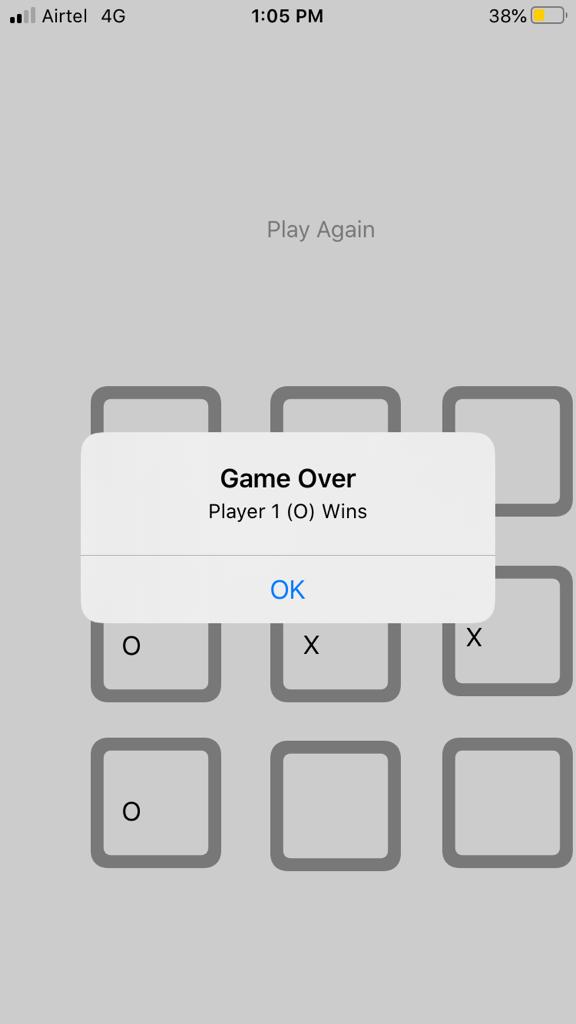 Airtel 4G 1:05 PM 38%
Play Again
Game Over
Player 1 (O) Wins
OK
O X X
O